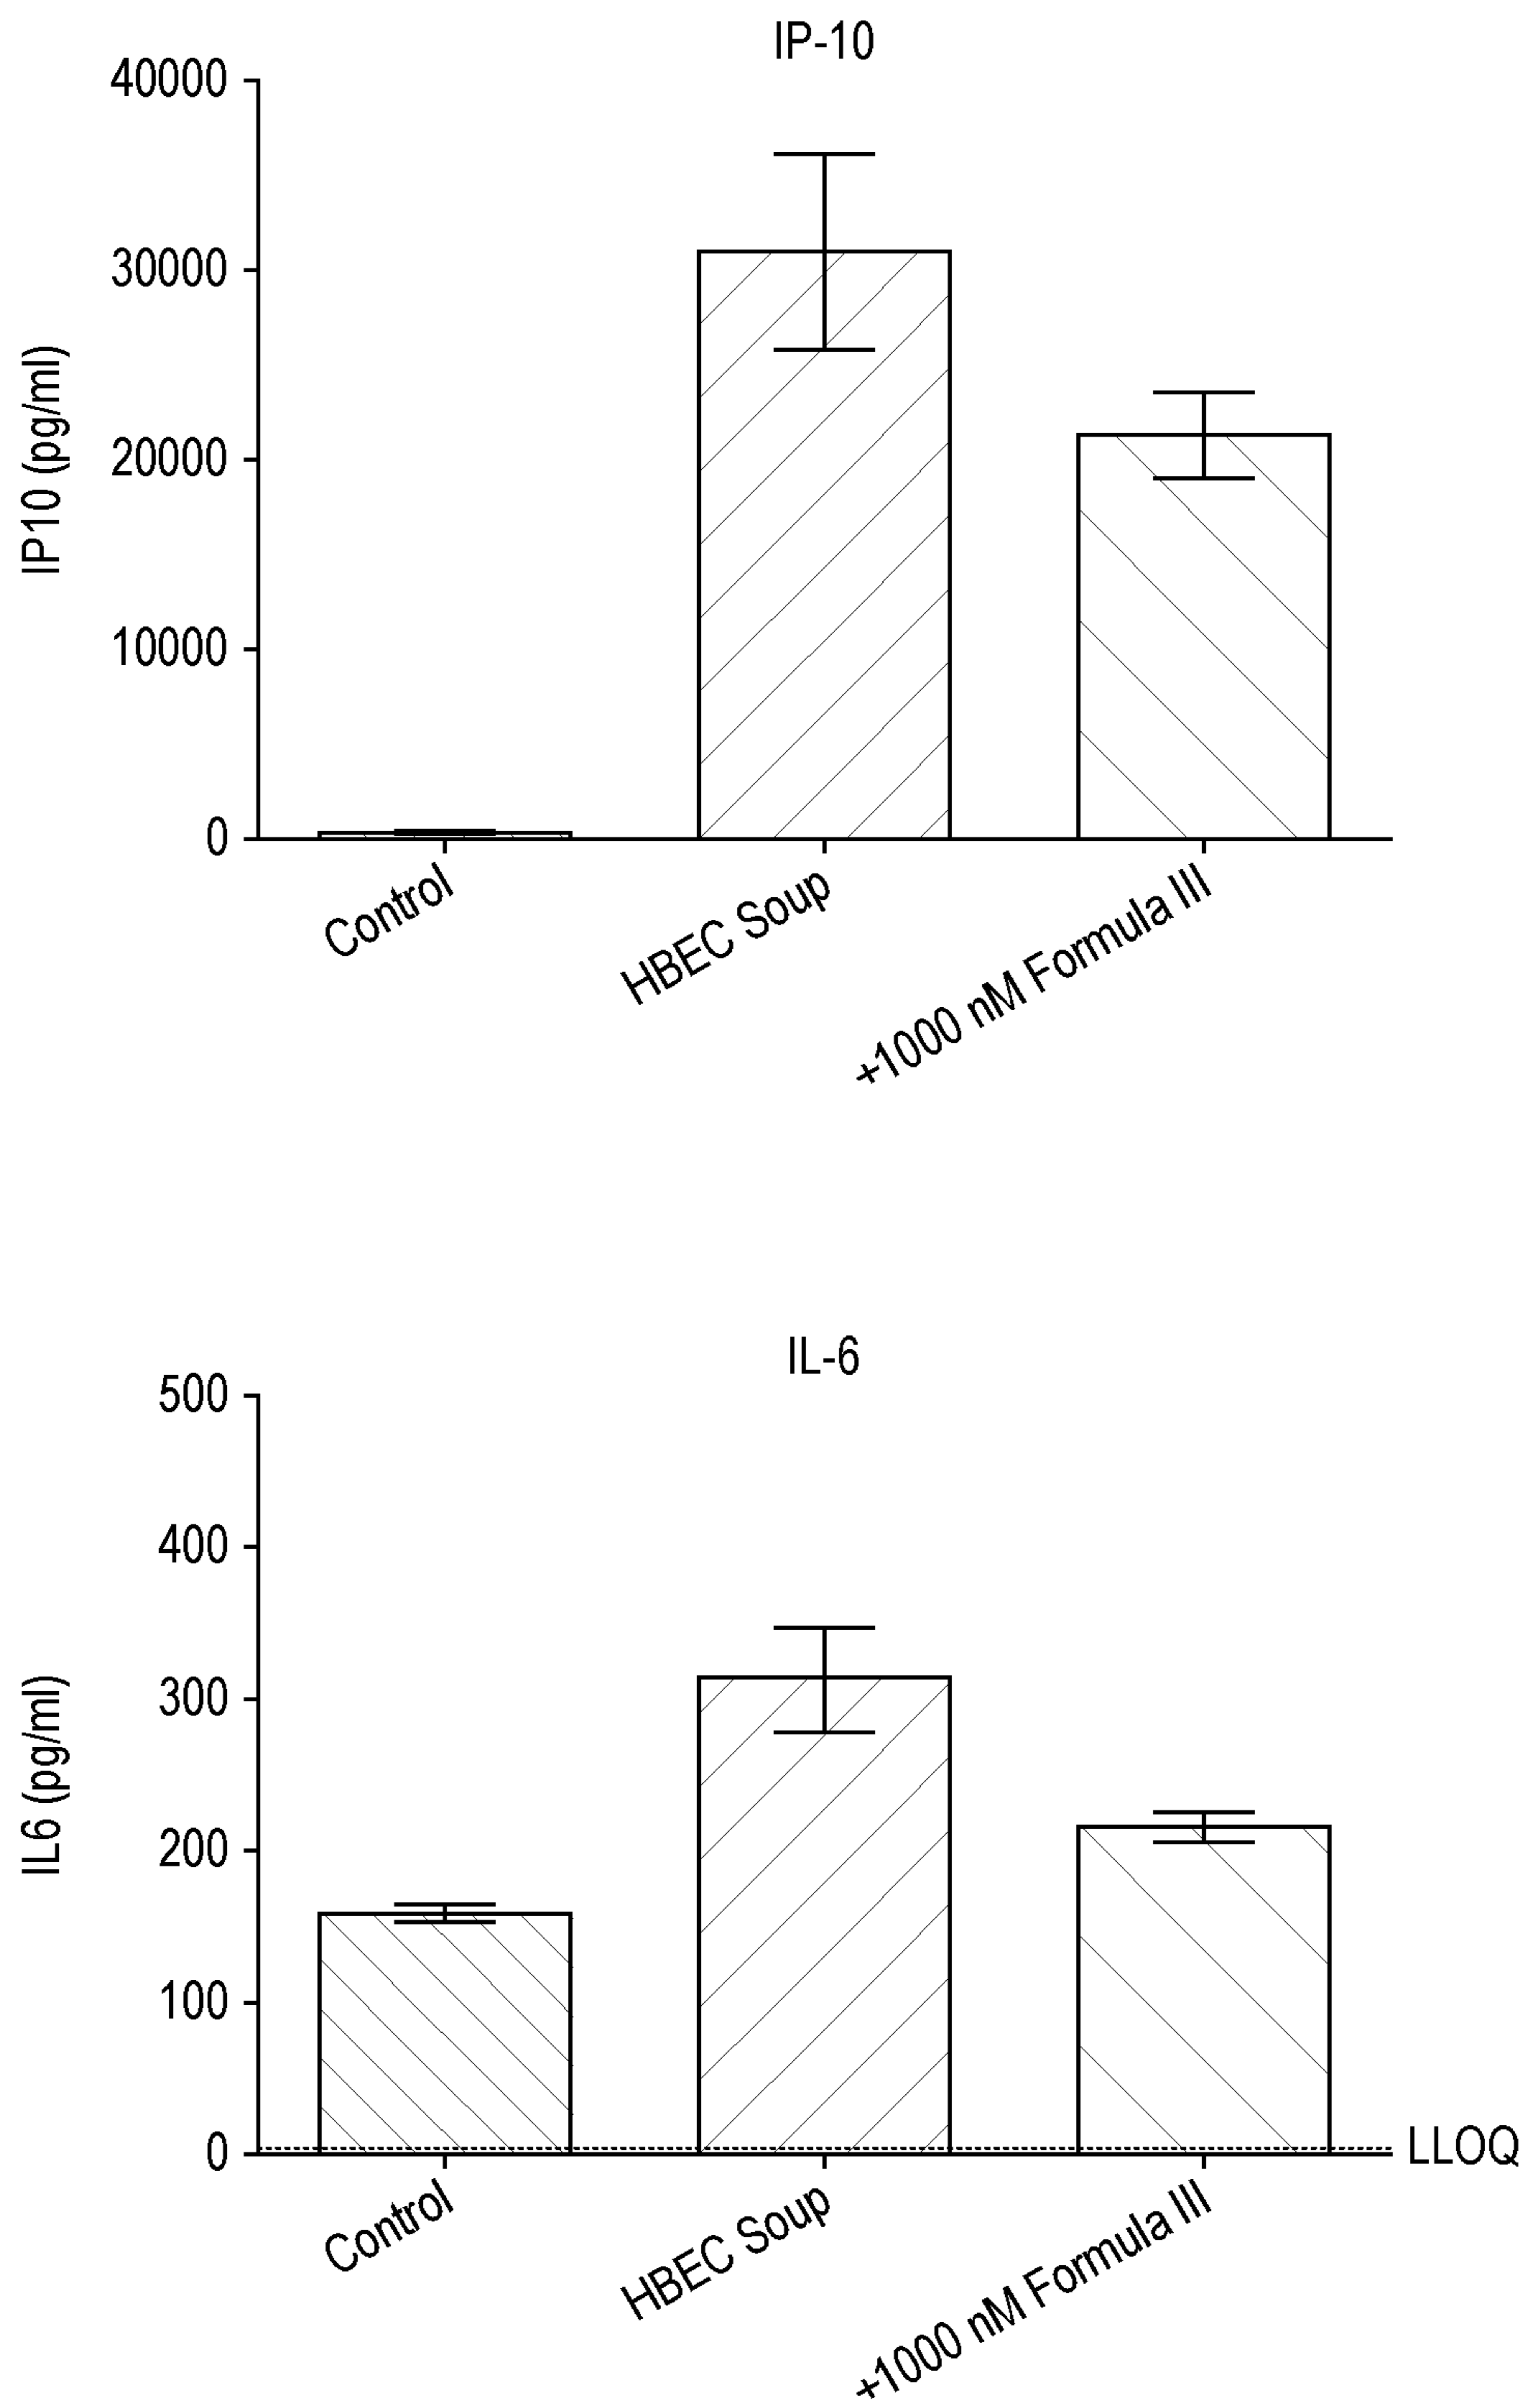 IP-10
IP10 (pg/ml)
40000
30000
20000
10000
0
Control
HBEC Soup
+1000 nM Formula III
IL-6
IL6 (pg/ml)
500
400
300
200
100
0
LLOQ
Control
HBEC Soup
+1000 nM Formula III